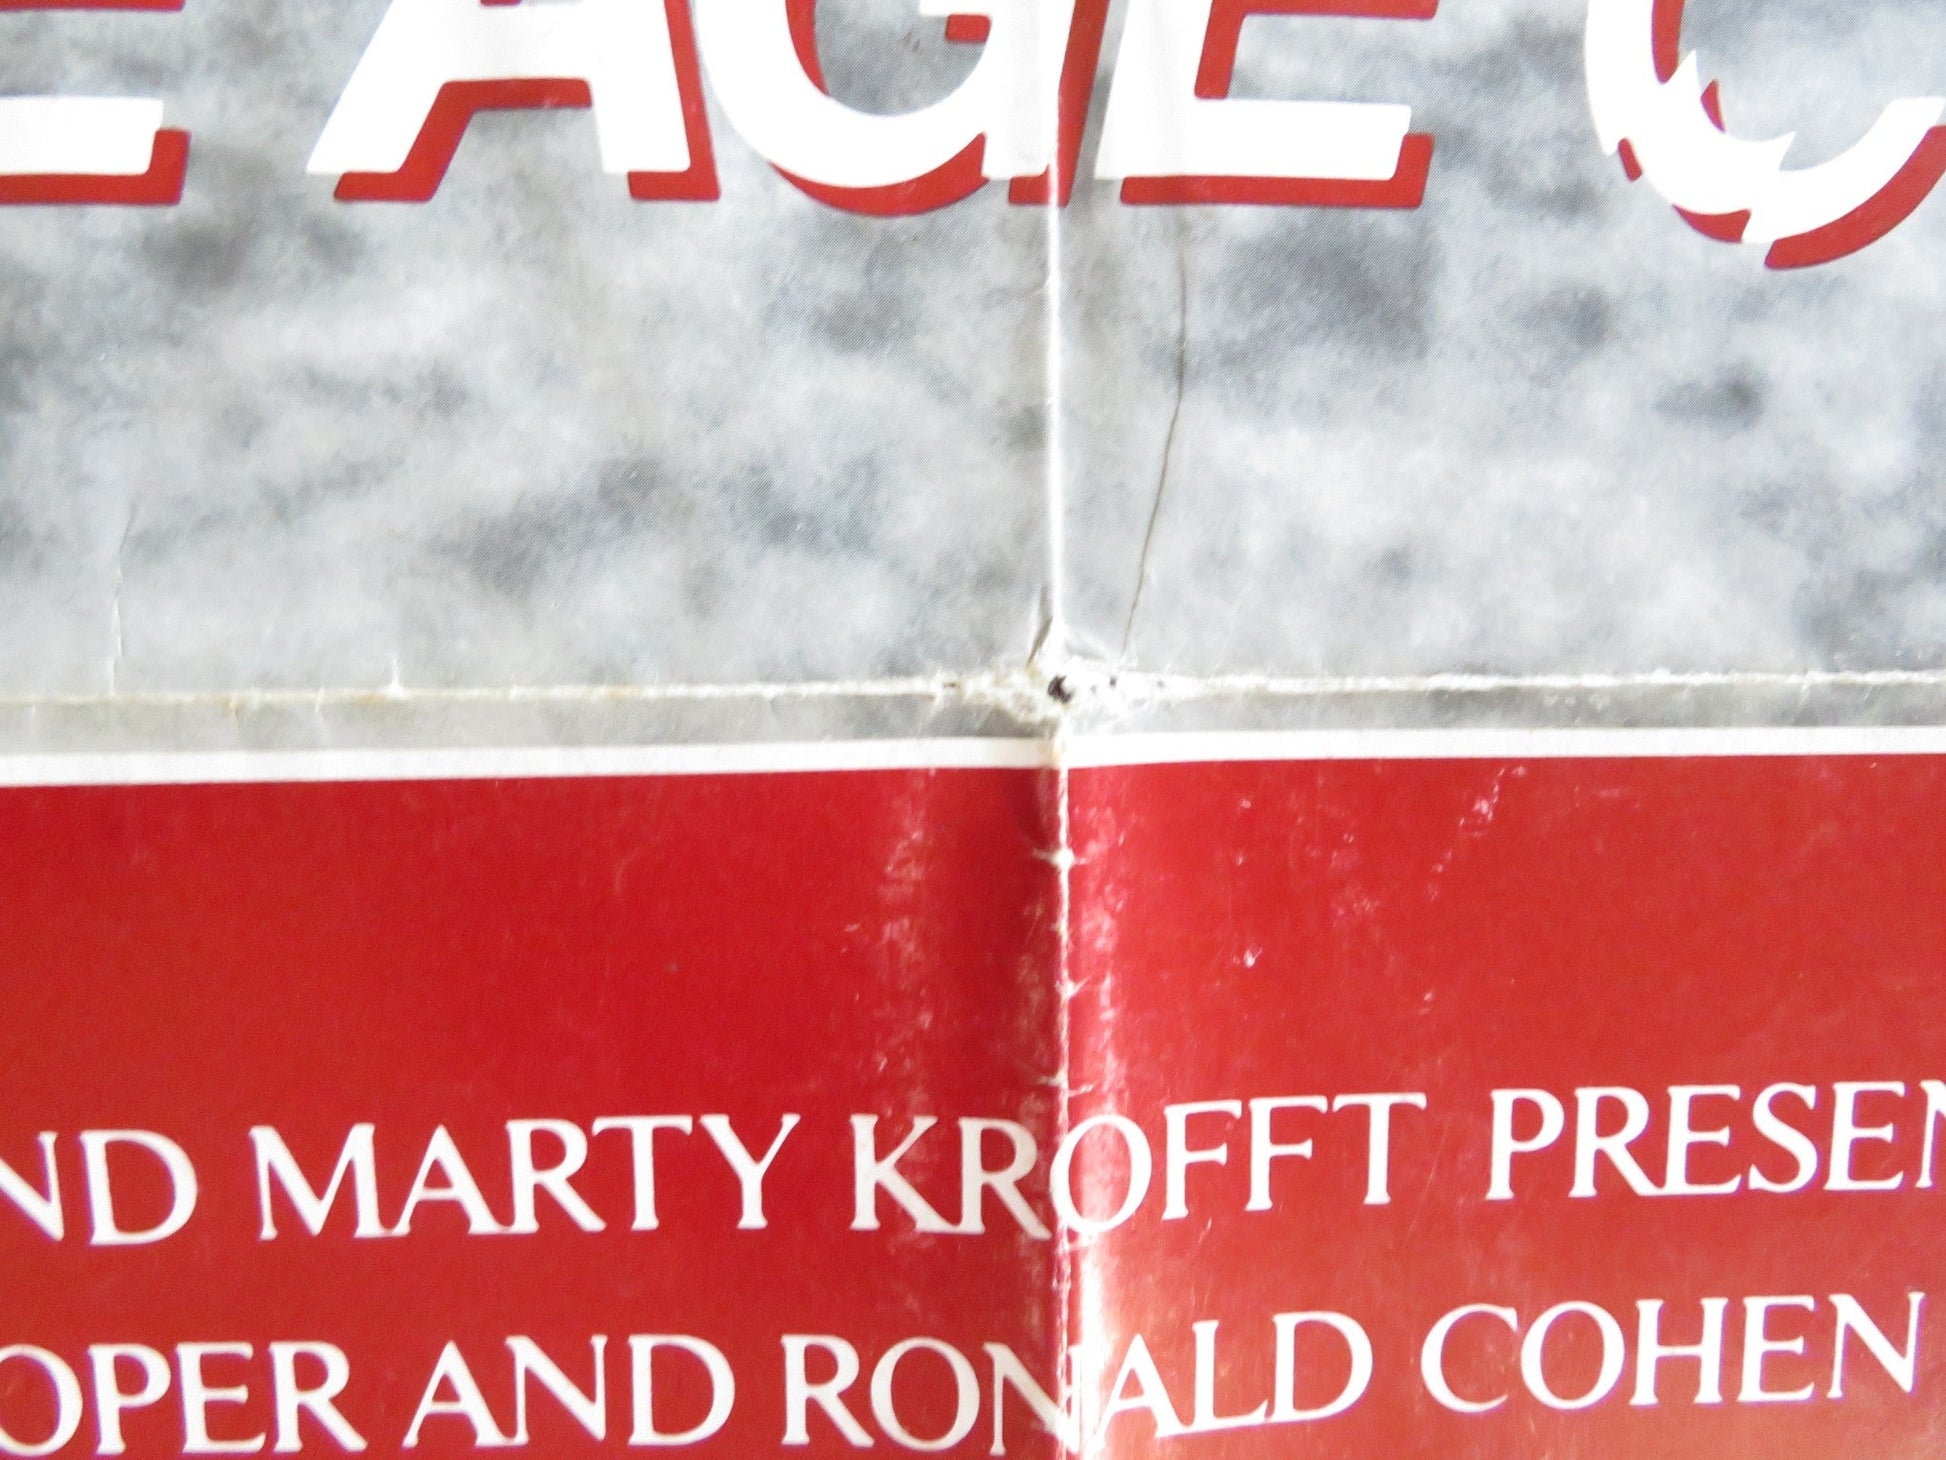 E AGE O
ND MARTY KROFFT PRESEN
OPER AND RONALD COHEN